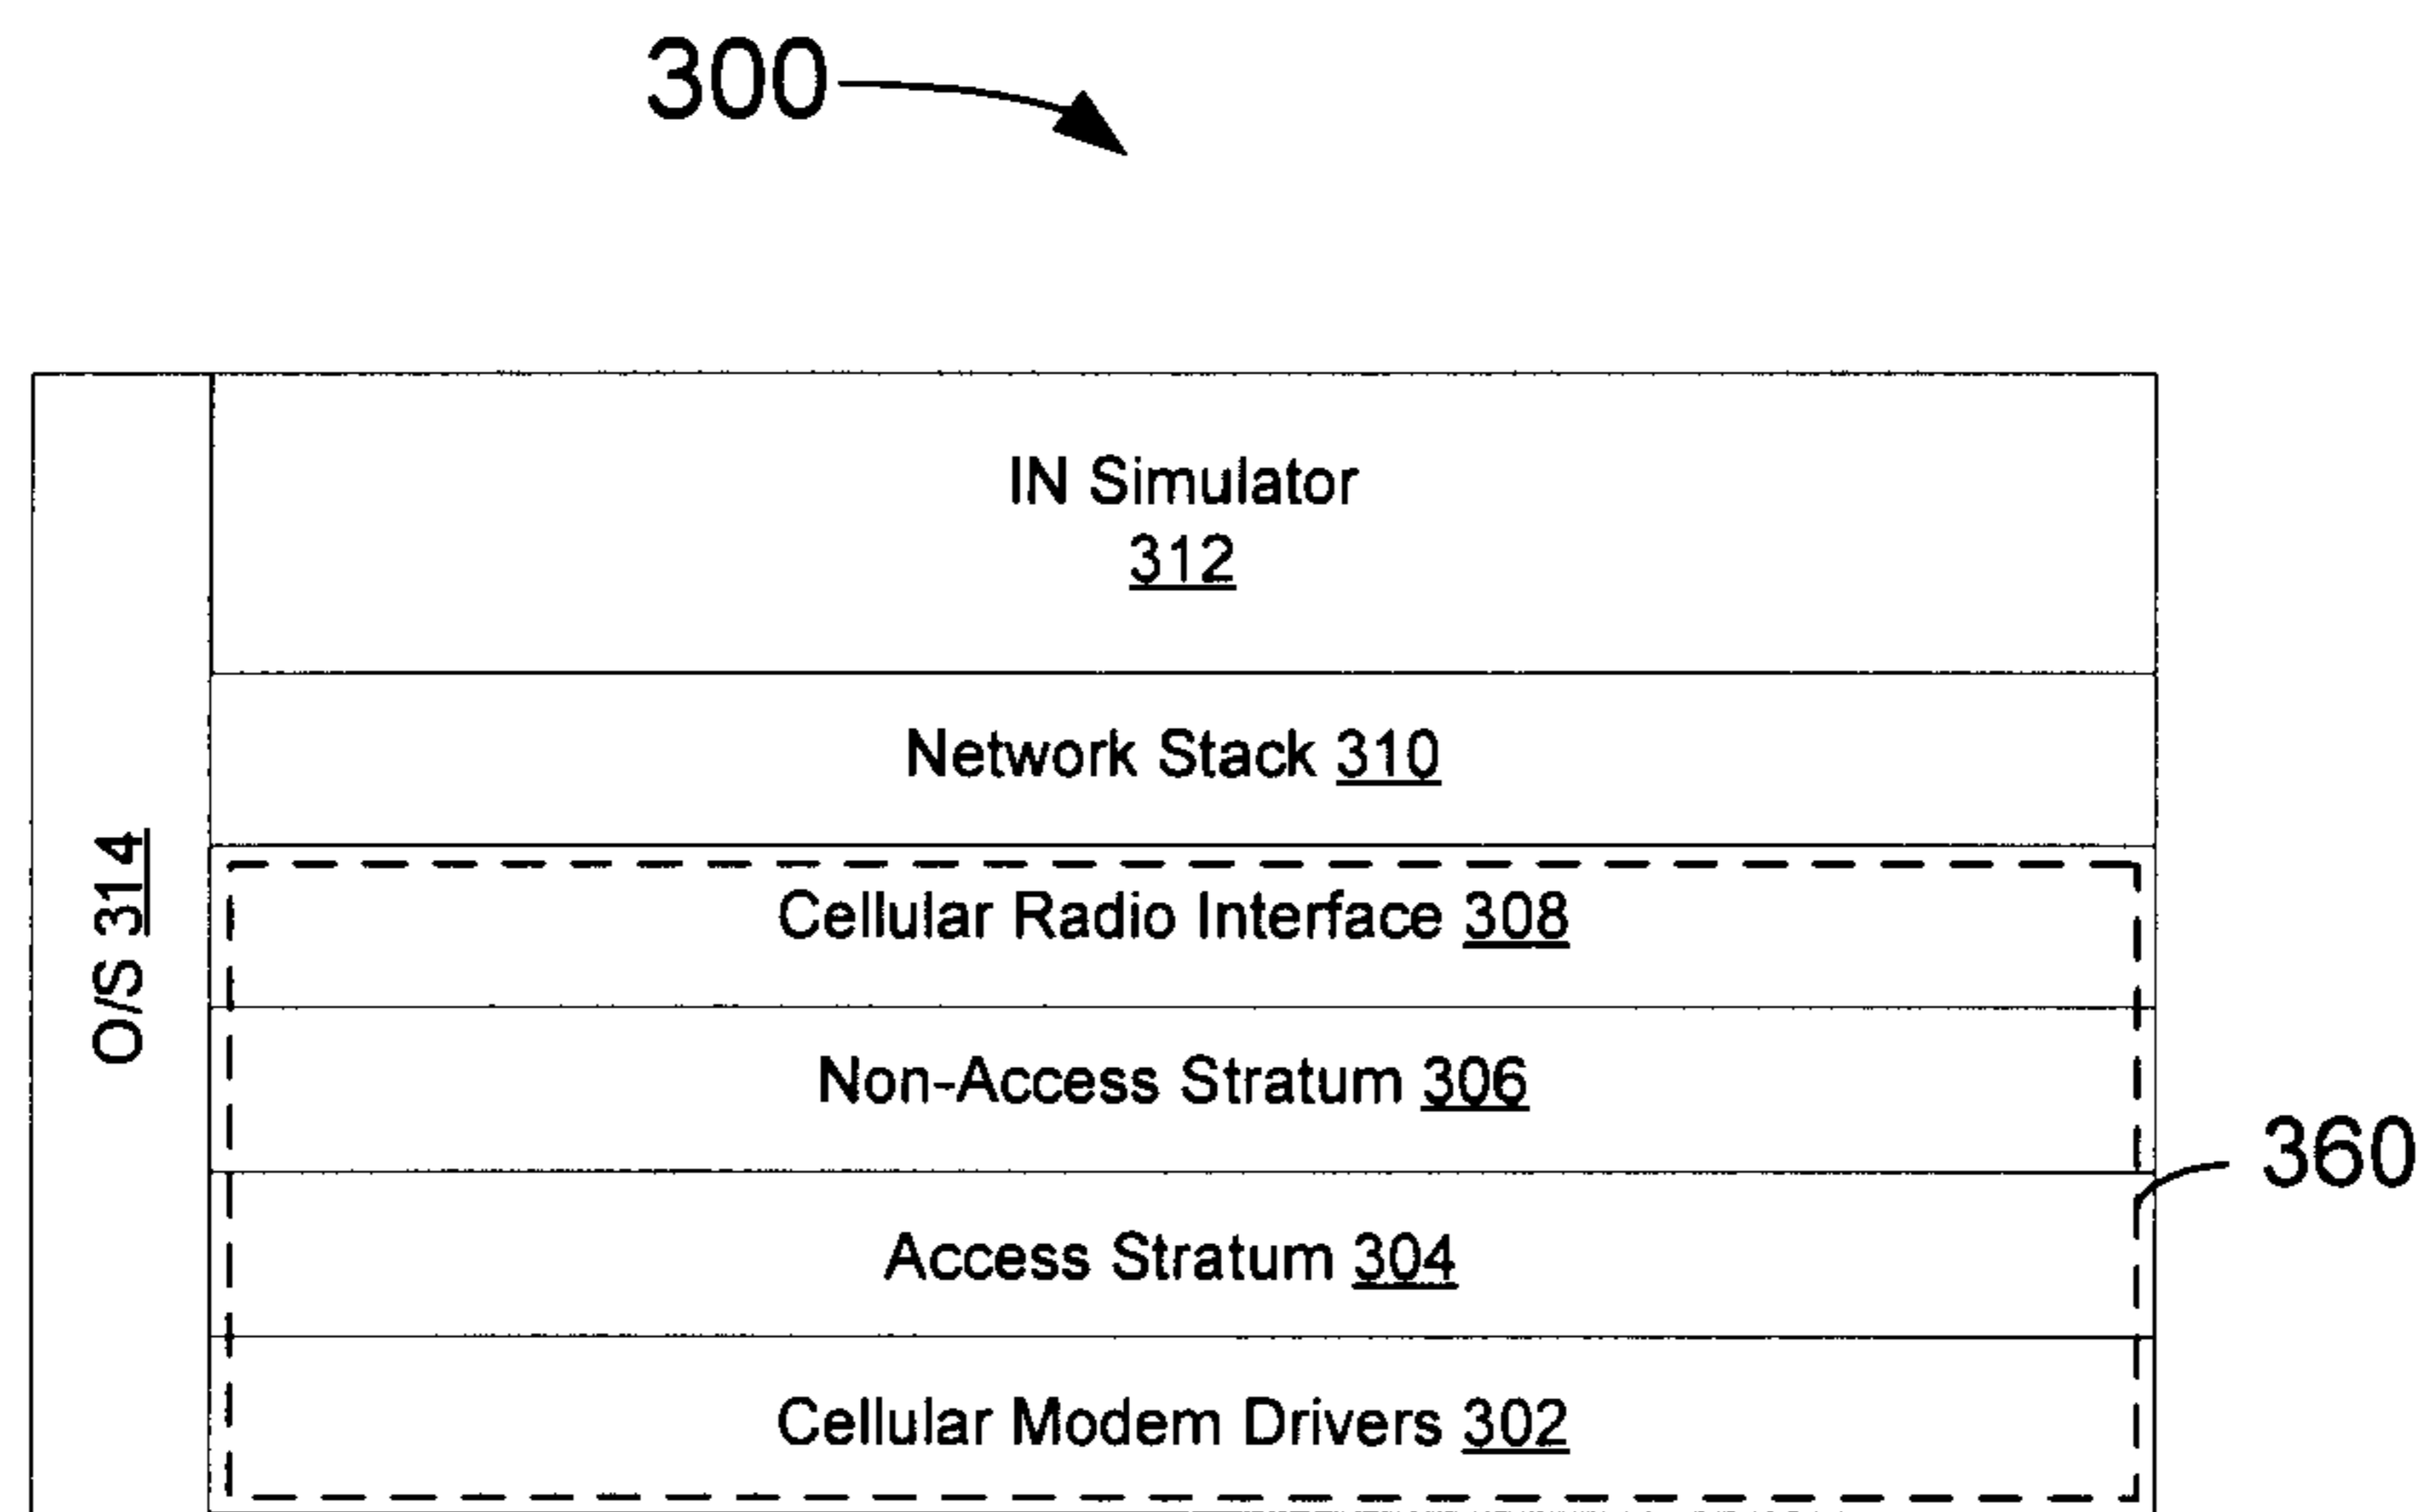 300
IN Simulator
312
Network Stack 310
O/S 314
Cellular Radio Interface 308
Non-Access Stratum 306
360
Access Stratum 304
Cellular Modem Drivers 302